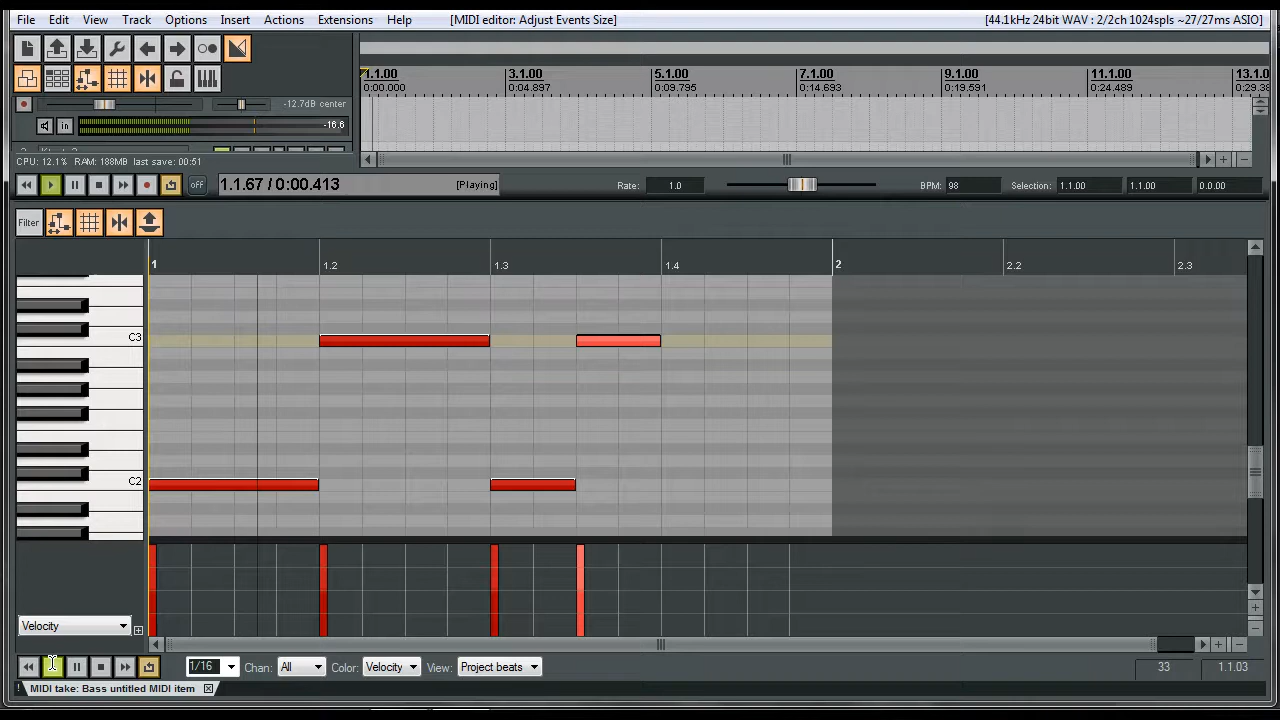 File Edit View Track Options Insert Actions Extensions Help [MIDI editor: Adjust Events Size] [44.1kHz 24bit WAV : 2/2ch 1024spls ~27/27ms ASIO]
1.1.00 3.1.00 5.1.00 7.1.00 9.1.00 11.1.00 13.1.0
0:00.000 0:04.897 0:09.795 0:14.693 0:19.591 0:24.489 0:29.38
-12.7dB center
in -16.6
CPU: 12.1% RAM: 188MB last save: 00:51
OFF 1.1.67 / 0:00.413 [Playing] Rate: 1.0 BPM: 98 Selection: 1.1.00 1.1.00 0.0.00
Filter
1 1.2 1.3 1.4 2 2.2 2.3
C3
C2
Velocity
1/16 Chan: All Color: Velocity View: Project beats 33 1.1.03
! MIDI take: Bass untitled MIDI item